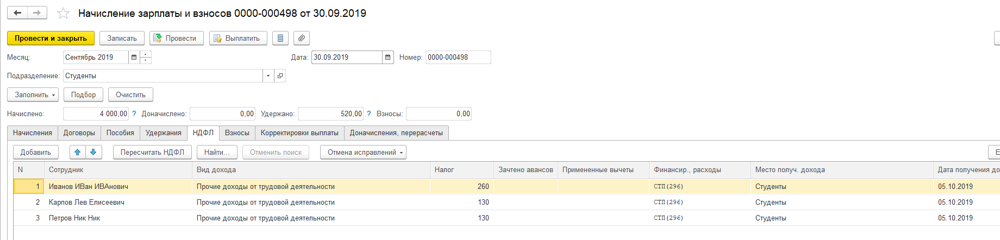 Начисление зарплаты и взносов 0000-000498 от 30.09.2019
Провести и закрыть Записать Провести Выплатить
Месяц: Сентябрь 2019 Дата: 30.09.2019 Номер: 0000-000498
Подразделение: Студенты
Заполнить Подбор Очистить
Начислено: 4 000,00 ? Доначислено: 0,00 Удержано: 520,00 ? Взносы: 0,00
Начисления Договоры Пособия Удержания НДФЛ Взносы Корректировки выплаты Доначисления, перерасчеты
Добавить Пересчитать НДФЛ Найти... Отменить поиск Отмена исправлений
N Сотрудник Вид дохода Налог Зачтено авансов Примененные вычеты Финансир., расходы Место получ. дохода Дата получения до
1 Иванов ИВан ИВАнович Прочие доходы от трудовой деятельности 260 СТП(296) Студенты 05.10.2019
2 Карпов Лев Елисеевич Прочие доходы от трудовой деятельности 130 СТП(296) Студенты 05.10.2019
3 Петров Ник Ник Прочие доходы от трудовой деятельности 130 СТП(296) Студенты 05.10.2019